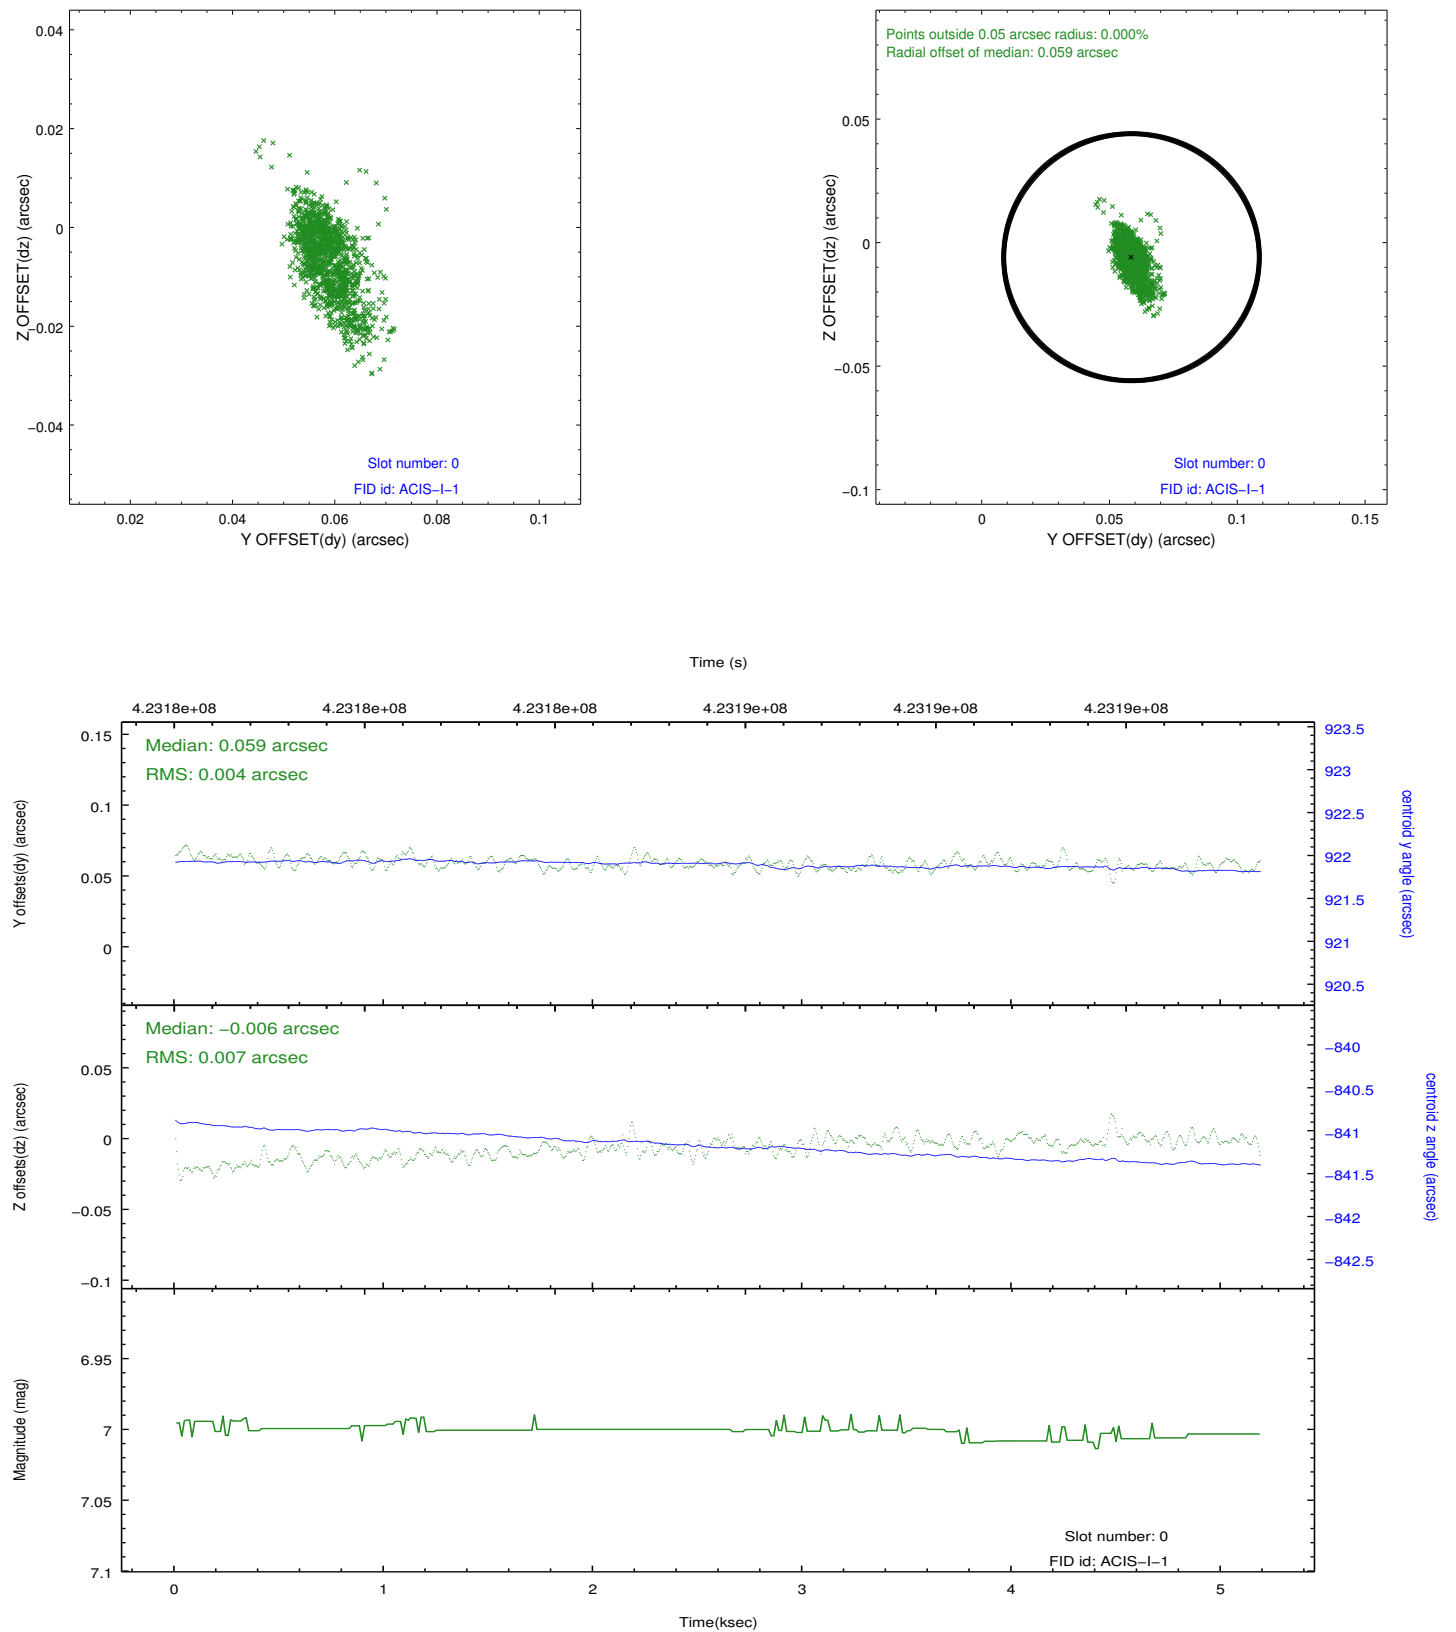 0.04
0.02
0
−0.02
−0.04
Z OFFSET(dz) (arcsec)
Slot number: 0
FID id: ACIS−I−1
0.02 0.04 0.06 0.08 0.1
Y OFFSET(dy) (arcsec)
Points outside 0.05 arcsec radius: 0.000%
Radial offset of median: 0.059 arcsec
0.05
0
−0.05
−0.1
Z OFFSET(dz) (arcsec)
Slot number: 0
FID id: ACIS−I−1
0 0.05 0.1 0.15
Y OFFSET(dy) (arcsec)
Time (s)
4.2318e+08 4.2318e+08 4.2318e+08 4.2319e+08 4.2319e+08 4.2319e+08
Median: 0.059 arcsec
RMS: 0.004 arcsec
0.15
0.1
0.05
0
Y offsets(dy) (arcsec)
923.5
923
922.5
922
921.5
921
920.5
centroid y angle (arcsec)
Median: −0.006 arcsec
RMS: 0.007 arcsec
0.05
0
−0.05
−0.1
Z offsets(dz) (arcsec)
−840
−840.5
−841
−841.5
−842
−842.5
centroid z angle (arcsec)
6.95
7
7.05
7.1
Magnitude (mag)
Slot number: 0
FID id: ACIS−I−1
0 1 2 3 4 5
Time(ksec)